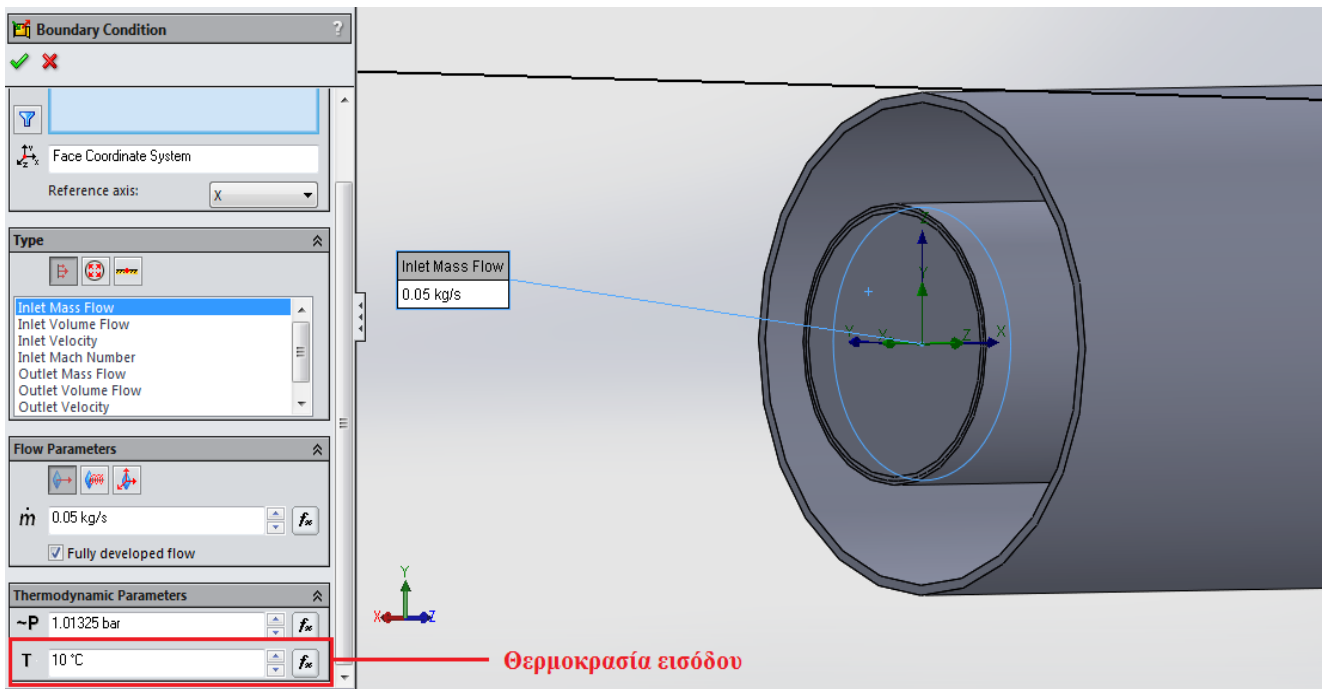 Boundary Condition
?
Face Coordinate System
Reference axis:
X
Type
Inlet Mass Flow
Inlet Volume Flow
Inlet Velocity
Inlet Mach Number
Outlet Mass Flow
Outlet Volume Flow
Outlet Velocity
Flow Parameters
ṁ 0.05 kg/s
Fully developed flow
Thermodynamic Parameters
~P 1.01325 bar
T 10 °C
Θερμοκρασία εισόδου
Inlet Mass Flow
0.05 kg/s
Z
Y
Y X Z X
Y
X Z